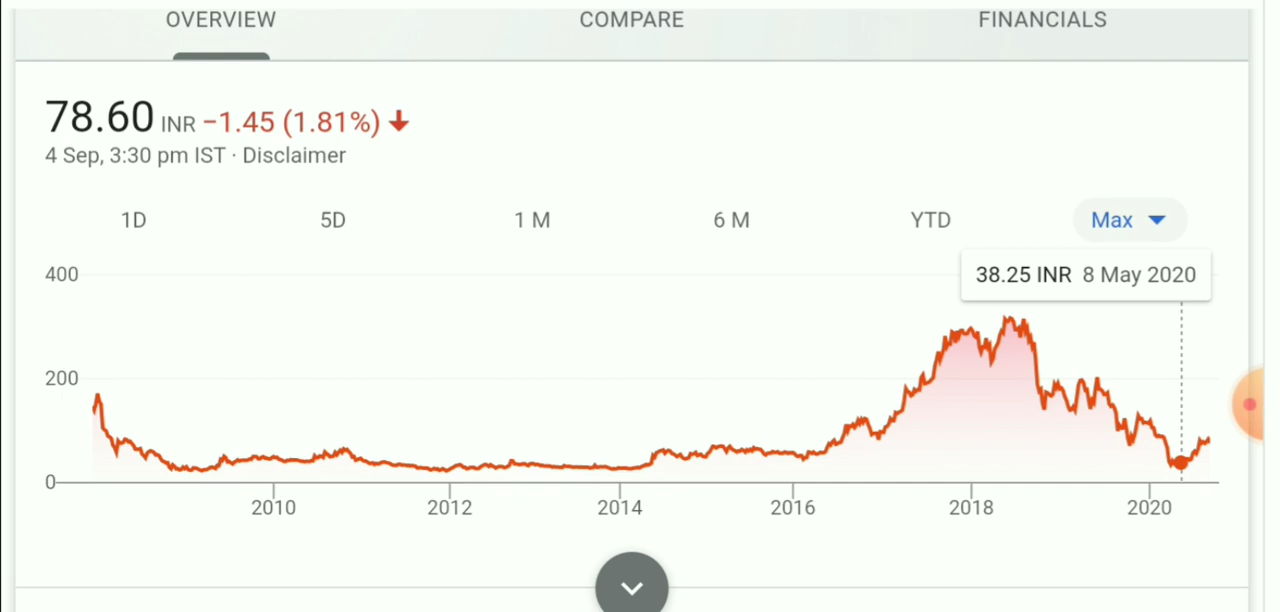 OVERVIEW COMPARE FINANCIALS
78.60 INR −1.45 (1.81%)
4 Sep, 3:30 pm IST · Disclaimer
1D 5D 1 M 6 M YTD Max
38.25 INR 8 May 2020
400
200
0
2010 2012 2014 2016 2018 2020